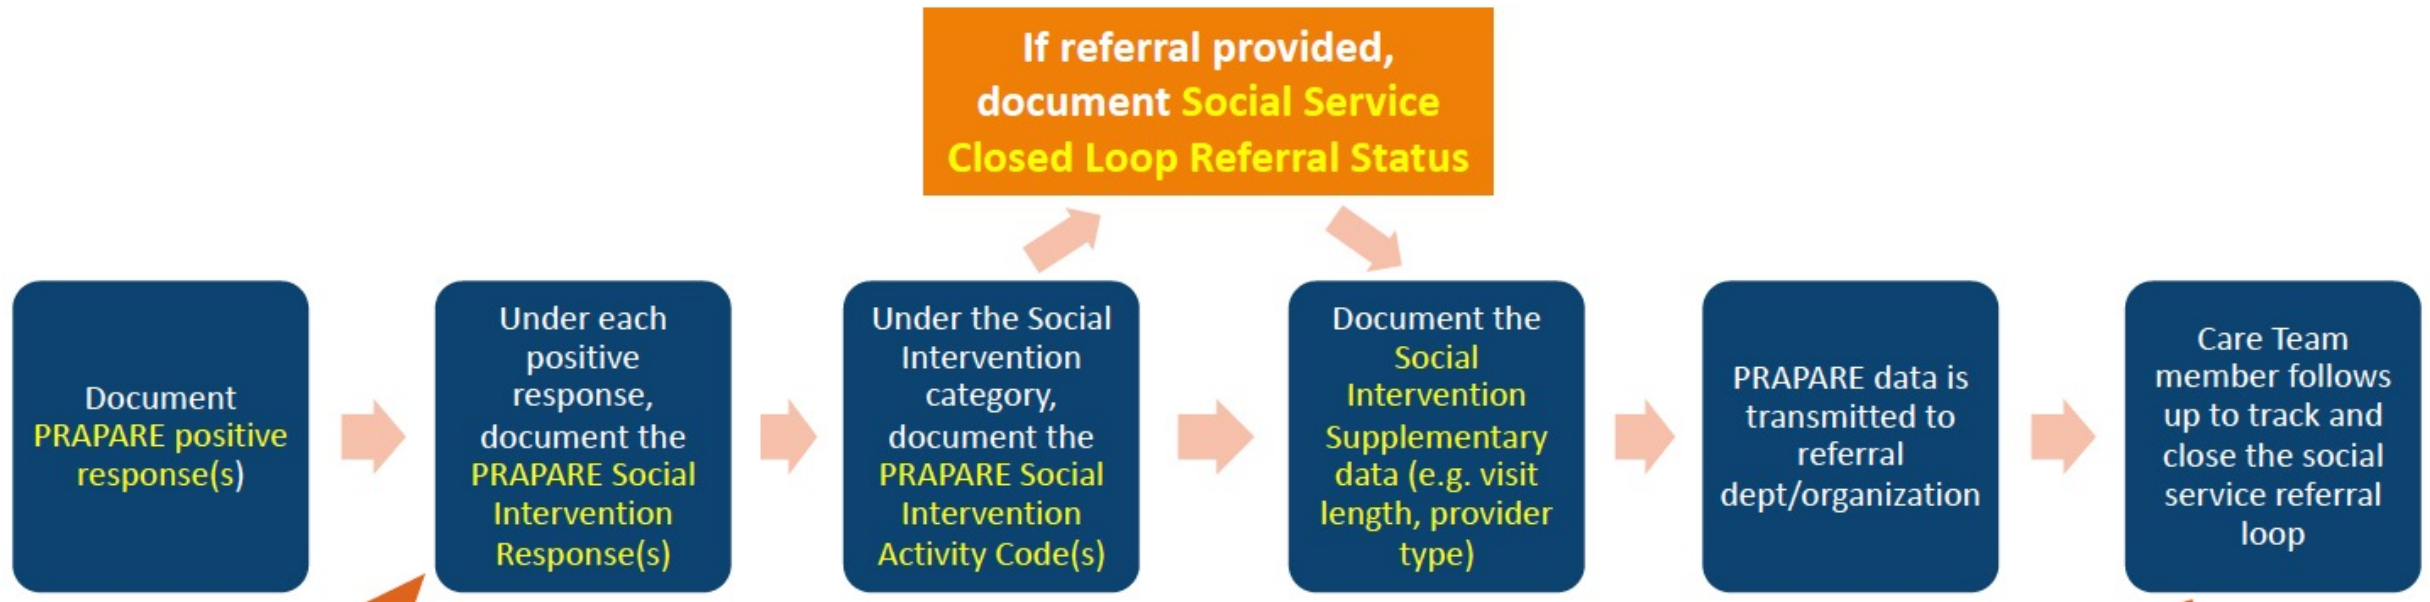 If referral provided,
document Social Service
Closed Loop Referral Status
Document
PRAPARE positive
response(s)
Under each
positive
response,
document the
PRAPARE Social
Intervention
Response(s)
Under the Social
Intervention
category,
document the
PRAPARE Social
Intervention
Activity Code(s)
Document the
Social
Intervention
Supplementary
data (e.g. visit
length, provider
type)
PRAPARE data is
transmitted to
referral
dept/organization
Care Team
member follows
up to track and
close the social
service referral
loop